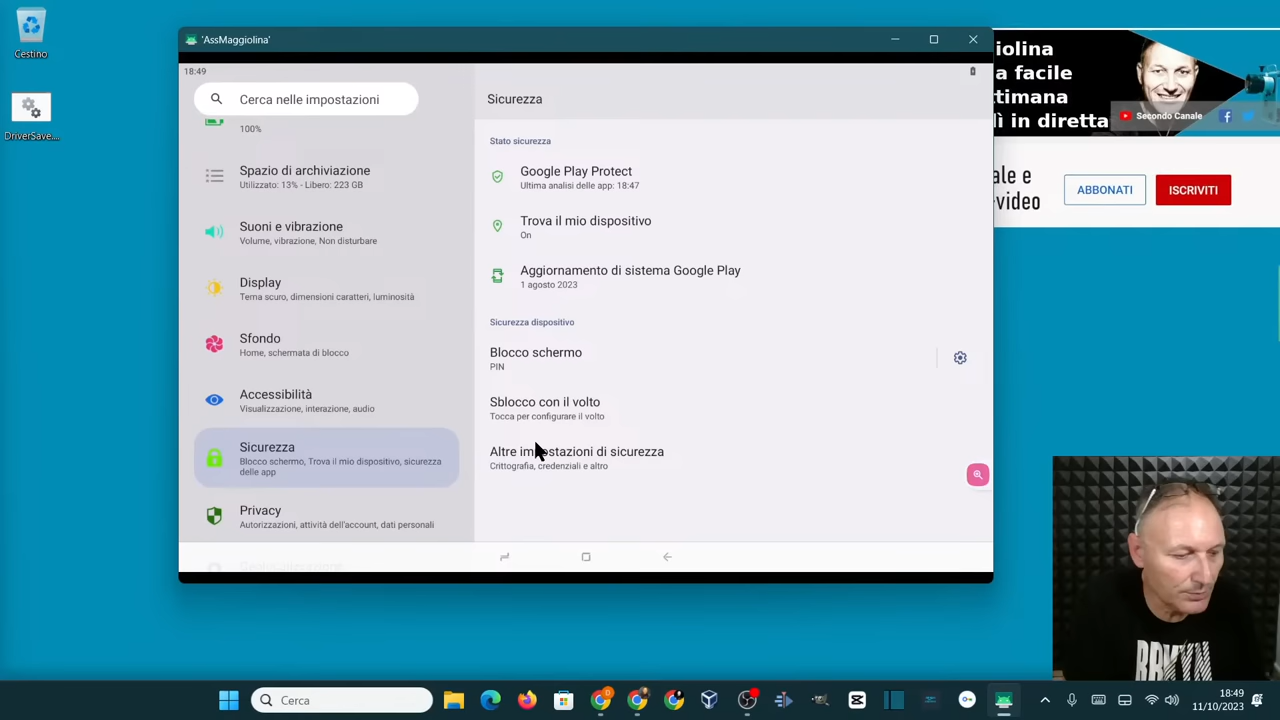 Cestino
DriverSave....
'AssMaggiolina'
18:49
Cerca nelle impostazioni
100%
Spazio di archiviazione
Utilizzato: 13% - Libero: 223 GB
Suoni e vibrazione
Volume, vibrazione, Non disturbare
Display
Tema scuro, dimensioni caratteri, luminosità
Sfondo
Home, schermata di blocco
Accessibilità
Visualizzazione, interazione, audio
Sicurezza
Blocco schermo, Trova il mio dispositivo, sicurezza
delle app
Privacy
Autorizzazioni, attività dell'account, dati personali
Sicurezza
Stato sicurezza
Google Play Protect
Ultima analisi delle app: 18:47
Trova il mio dispositivo
On
Aggiornamento di sistema Google Play
1 agosto 2023
Sicurezza dispositivo
Blocco schermo
PIN
Sblocco con il volto
Tocca per configurare il volto
Altre impostazioni di sicurezza
Crittografia, credenziali e altro
iolina
a facile
timana
lì in diretta
Secondo Canale
ale e
video
ABBONATI
ISCRIVITI
Cerca
18:49
11/10/2023